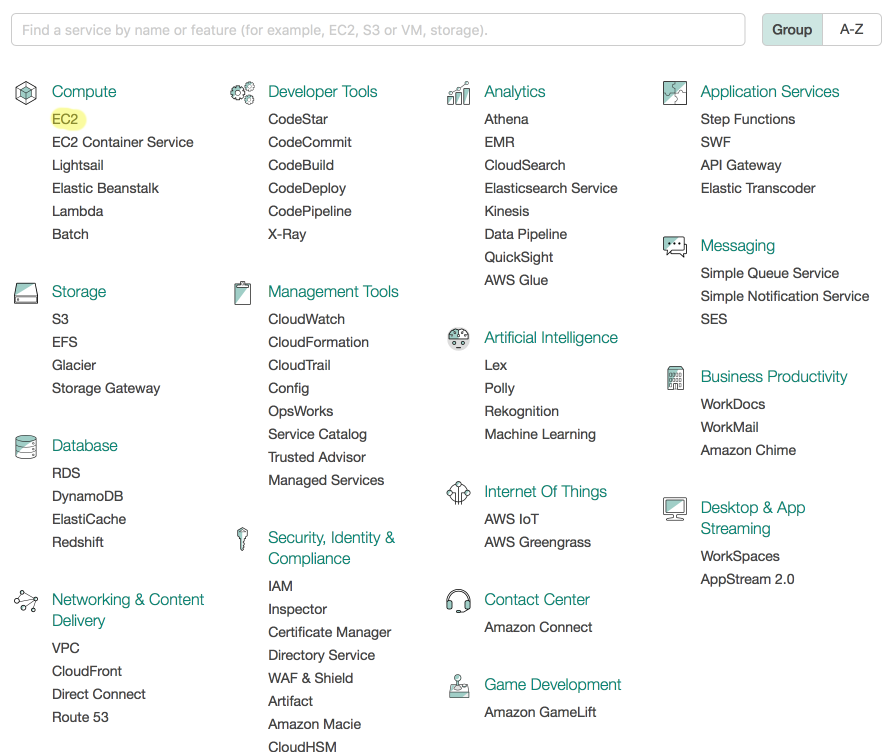 Find a service by name or feature (for example, EC2, S3 or VM, storage).
Group
A-Z
Compute
EC2
EC2 Container Service
Lightsail
Elastic Beanstalk
Lambda
Batch
Storage
S3
EFS
Glacier
Storage Gateway
Database
RDS
DynamoDB
ElastiCache
Redshift
Networking & Content
Delivery
VPC
CloudFront
Direct Connect
Route 53
Developer Tools
CodeStar
CodeCommit
CodeBuild
CodeDeploy
CodePipeline
X-Ray
Management Tools
CloudWatch
CloudFormation
CloudTrail
Config
OpsWorks
Service Catalog
Trusted Advisor
Managed Services
Security, Identity &
Compliance
IAM
Inspector
Certificate Manager
Directory Service
WAF & Shield
Artifact
Amazon Macie
CloudHSM
Analytics
Athena
EMR
CloudSearch
Elasticsearch Service
Kinesis
Data Pipeline
QuickSight
AWS Glue
Artificial Intelligence
Lex
Polly
Rekognition
Machine Learning
Internet Of Things
AWS IoT
AWS Greengrass
Contact Center
Amazon Connect
Game Development
Amazon GameLift
Application Services
Step Functions
SWF
API Gateway
Elastic Transcoder
Messaging
Simple Queue Service
Simple Notification Service
SES
Business Productivity
WorkDocs
WorkMail
Amazon Chime
Desktop & App
Streaming
WorkSpaces
AppStream 2.0